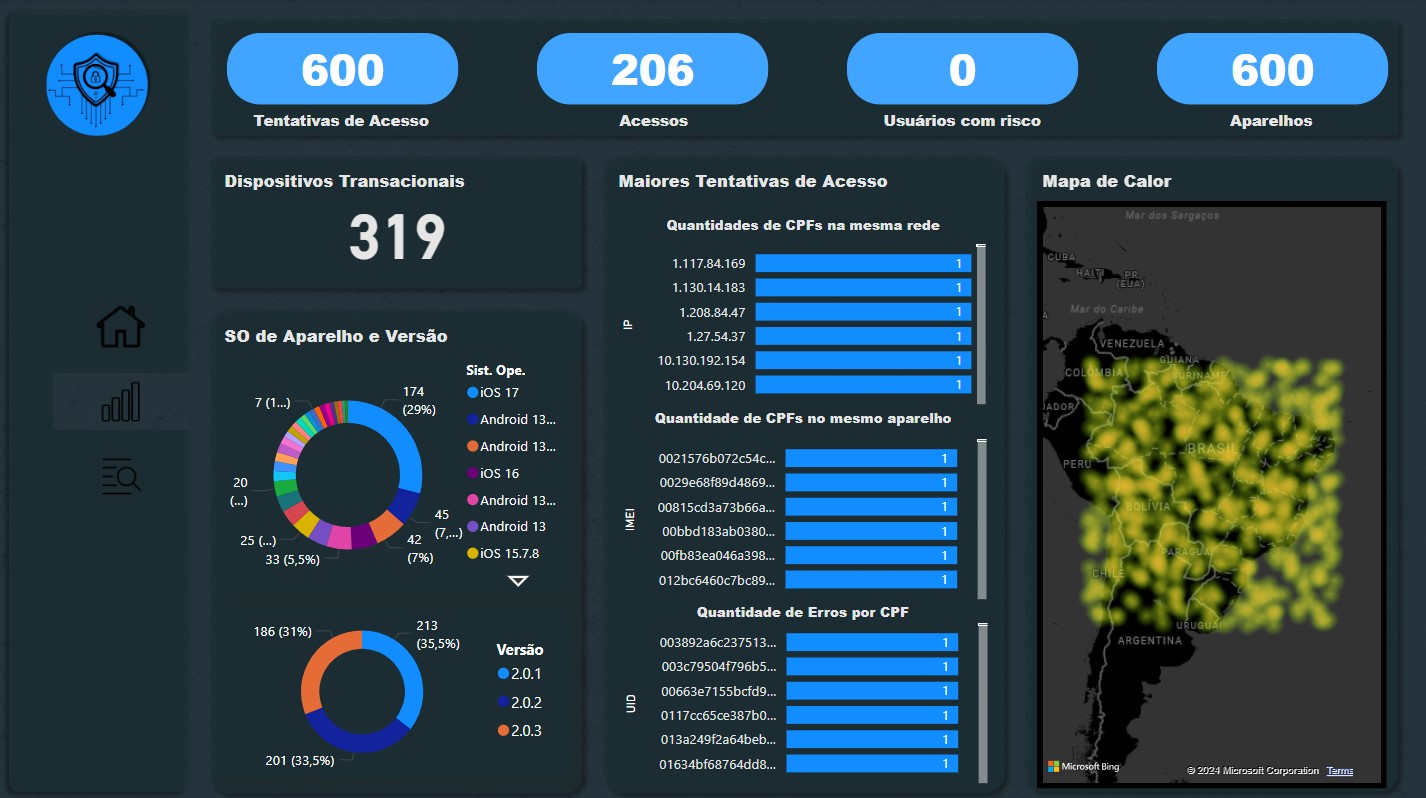 600
Tentativas de Acesso
206
Acessos
0
Usuários com risco
600
Aparelhos
Dispositivos Transacionais
319
SO de Aparelho e Versão
174
(29%)
45
(7,...)
42
(7%)
33 (5,5%)
25 (...)
20
(...)
7 (1...)
Sist. Ope.
iOS 17
Android 13...
Android 13...
iOS 16
Android 13...
Android 13
iOS 15.7.8
186 (31%)
213
(35,5%)
201 (33,5%)
Versão
2.0.1
2.0.2
2.0.3
Maiores Tentativas de Acesso
Quantidades de CPFs na mesma rede
IP
1.117.84.169 1
1.130.14.183 1
1.208.84.47 1
1.27.54.37 1
10.130.192.154 1
10.204.69.120 1
Quantidade de CPFs no mesmo aparelho
IMEI
0021576b072c54c... 1
0029e68f89d4869... 1
00815cd3a73b66a... 1
00bbd183ab0380... 1
00fb83ea046a398... 1
012bc6460c7bc89... 1
Quantidade de Erros por CPF
UID
003892a6c237513... 1
003c79504f796b5... 1
00663e7155bcfd9... 1
0117cc65ce387b0... 1
013a249f2a64beb... 1
01634bf68764dd8... 1
Mapa de Calor
Mar dos Sargaços
CUBA
HAITI
PR
(EUA)
Mar do Caribe
A
VENEZUELA
GUIANA
SURINAME
COLÔMBIA
ADOR
BRASIL
PERU
BOLÍVIA
PARAGUAI
CHILE
URUGUAI
ARGENTINA
Microsoft Bing
© 2024 Microsoft Corporation Terms